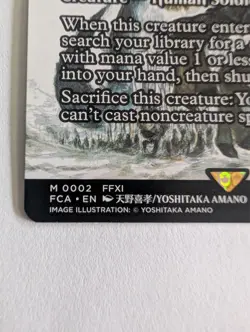 Creature — Human Soldi
When this creature enter
search your library for a
with mana value 1 or less
into your hand, then shu
Sacrifice this creature: Yo
can't cast noncreature sp
M 0002 FFXI
FCA • EN 天野喜孝/YOSHITAKA AMANO
IMAGE ILLUSTRATION: © YOSHITAKA AMANO